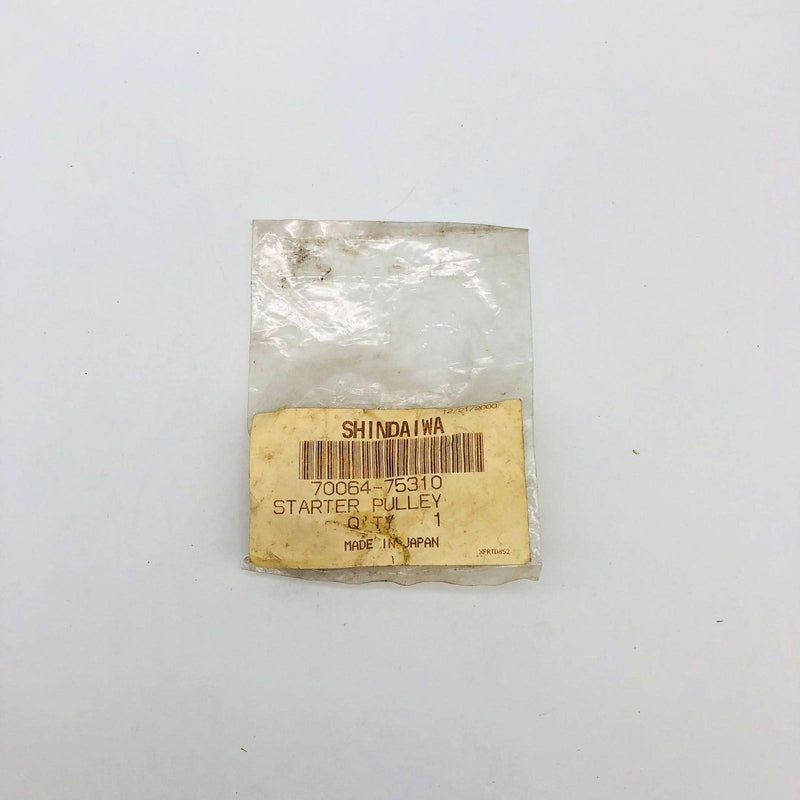 12/21/2000
SHINDAIWA
70064-75310
STARTER PULLEY
Q'TY 1
MADE IN JAPAN